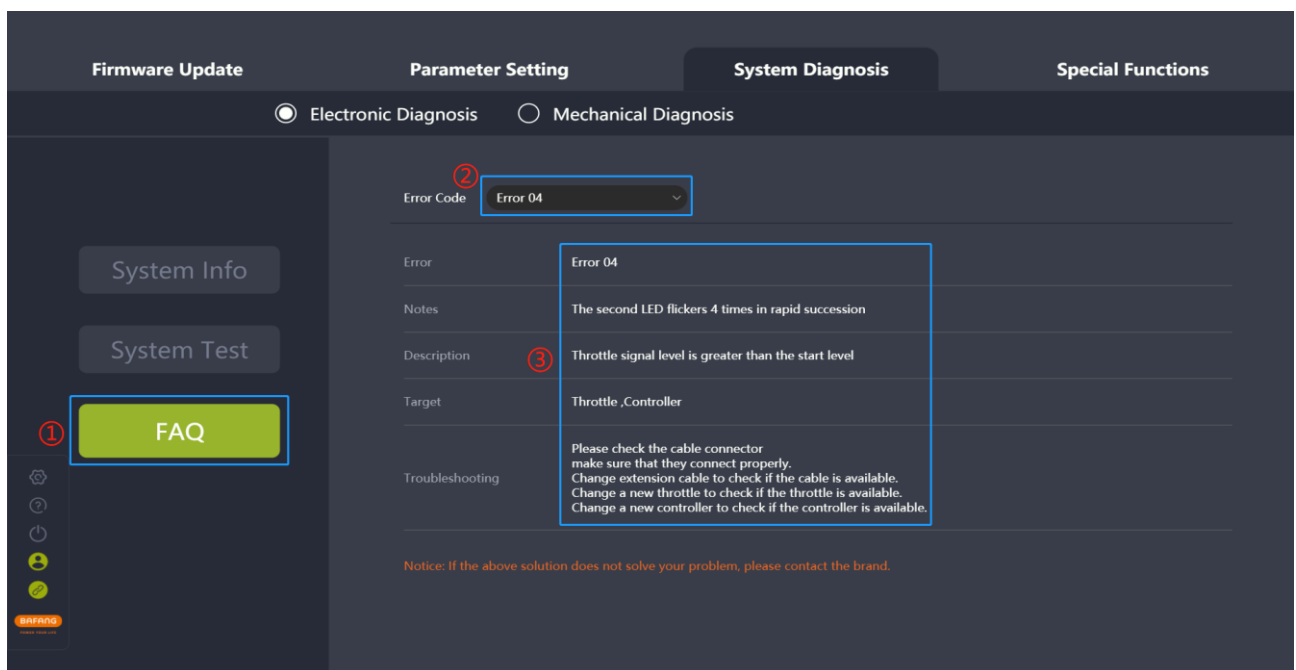 Firmware Update
Parameter Setting
System Diagnosis
Special Functions
Electronic Diagnosis
Mechanical Diagnosis
②
Error Code
Error 04
System Info
System Test
①
FAQ
Error
Error 04
Notes
The second LED flickers 4 times in rapid succession
Description
③
Throttle signal level is greater than the start level
Target
Throttle ,Controller
Troubleshooting
Please check the cable connector
make sure that they connect properly.
Change extension cable to check if the cable is available.
Change a new throttle to check if the throttle is available.
Change a new controller to check if the controller is available.
Notice: If the above solution does not solve your problem, please contact the brand.
BAFANG